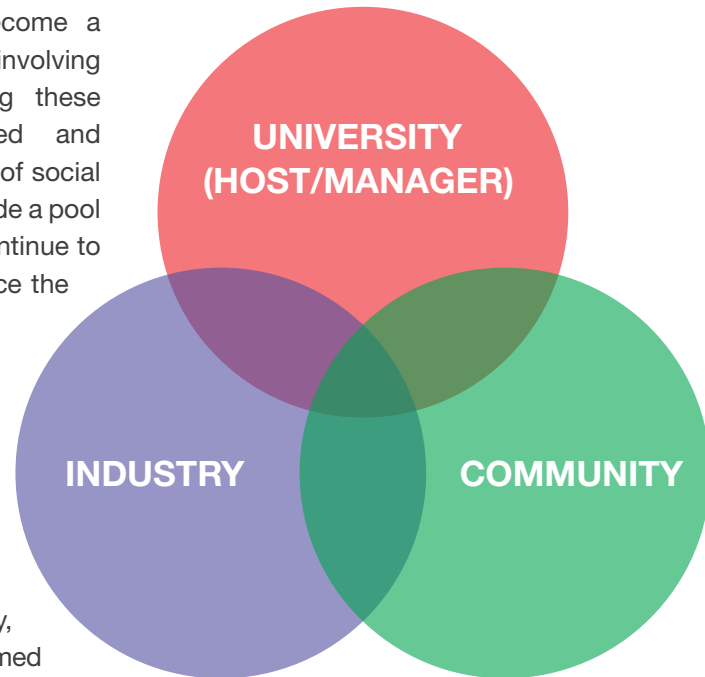 come a
involving
g these
ed and
of social
de a pool
ntinue to
ce the
UNIVERSITY
(HOST/MANAGER)
INDUSTRY
COMMUNITY
y,
med